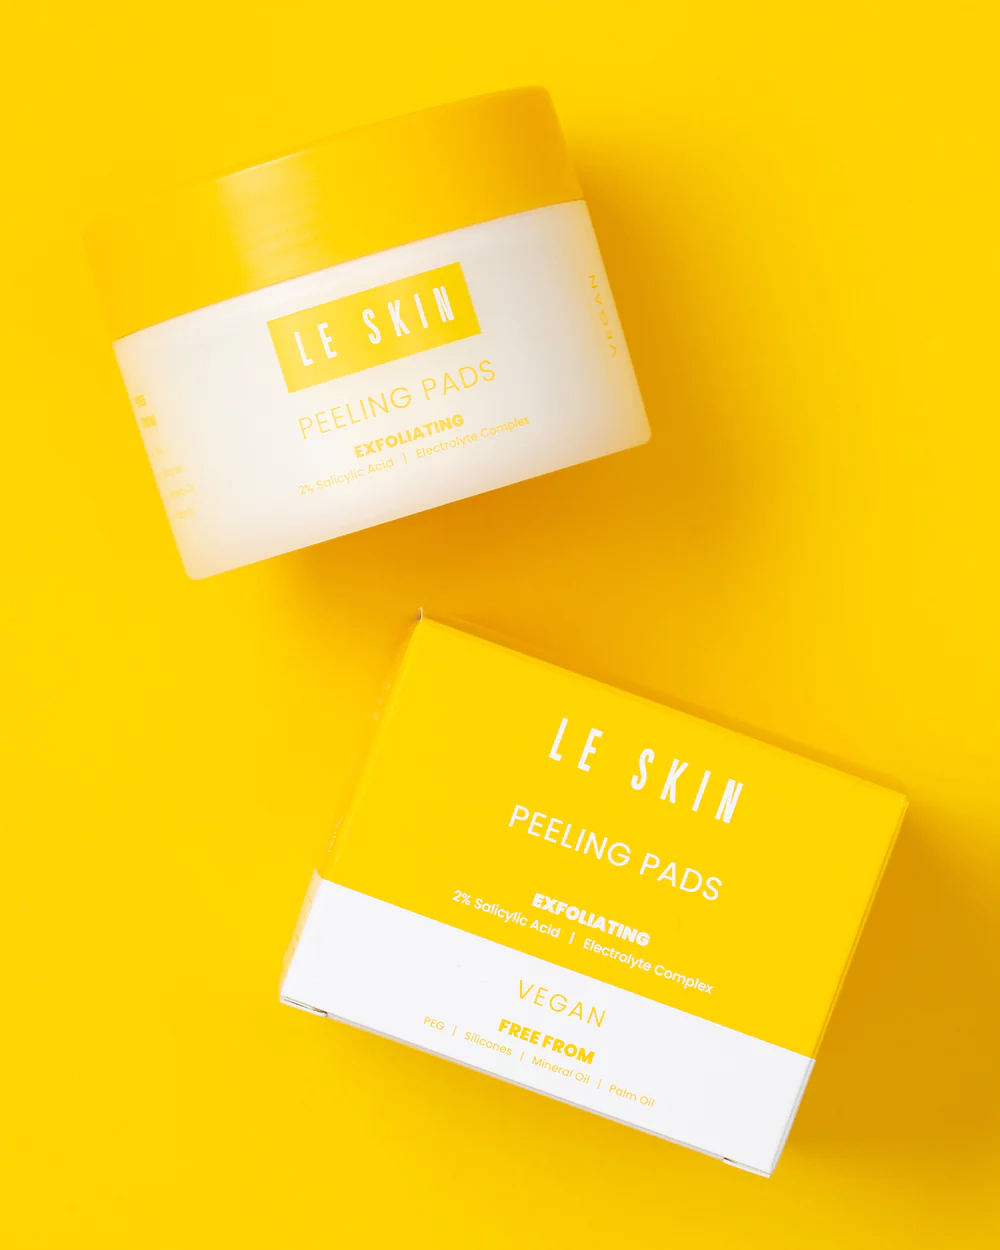 LE SKIN
PEELING PADS
EXFOLIATING
2% Salicylic Acid | Electrolyte Complex
VEGAN
LE SKIN
PEELING PADS
EXFOLIATING
2% Salicylic Acid | Electrolyte Complex
VEGAN
FREE FROM
PEG | Silicones | Mineral Oil | Palm Oil